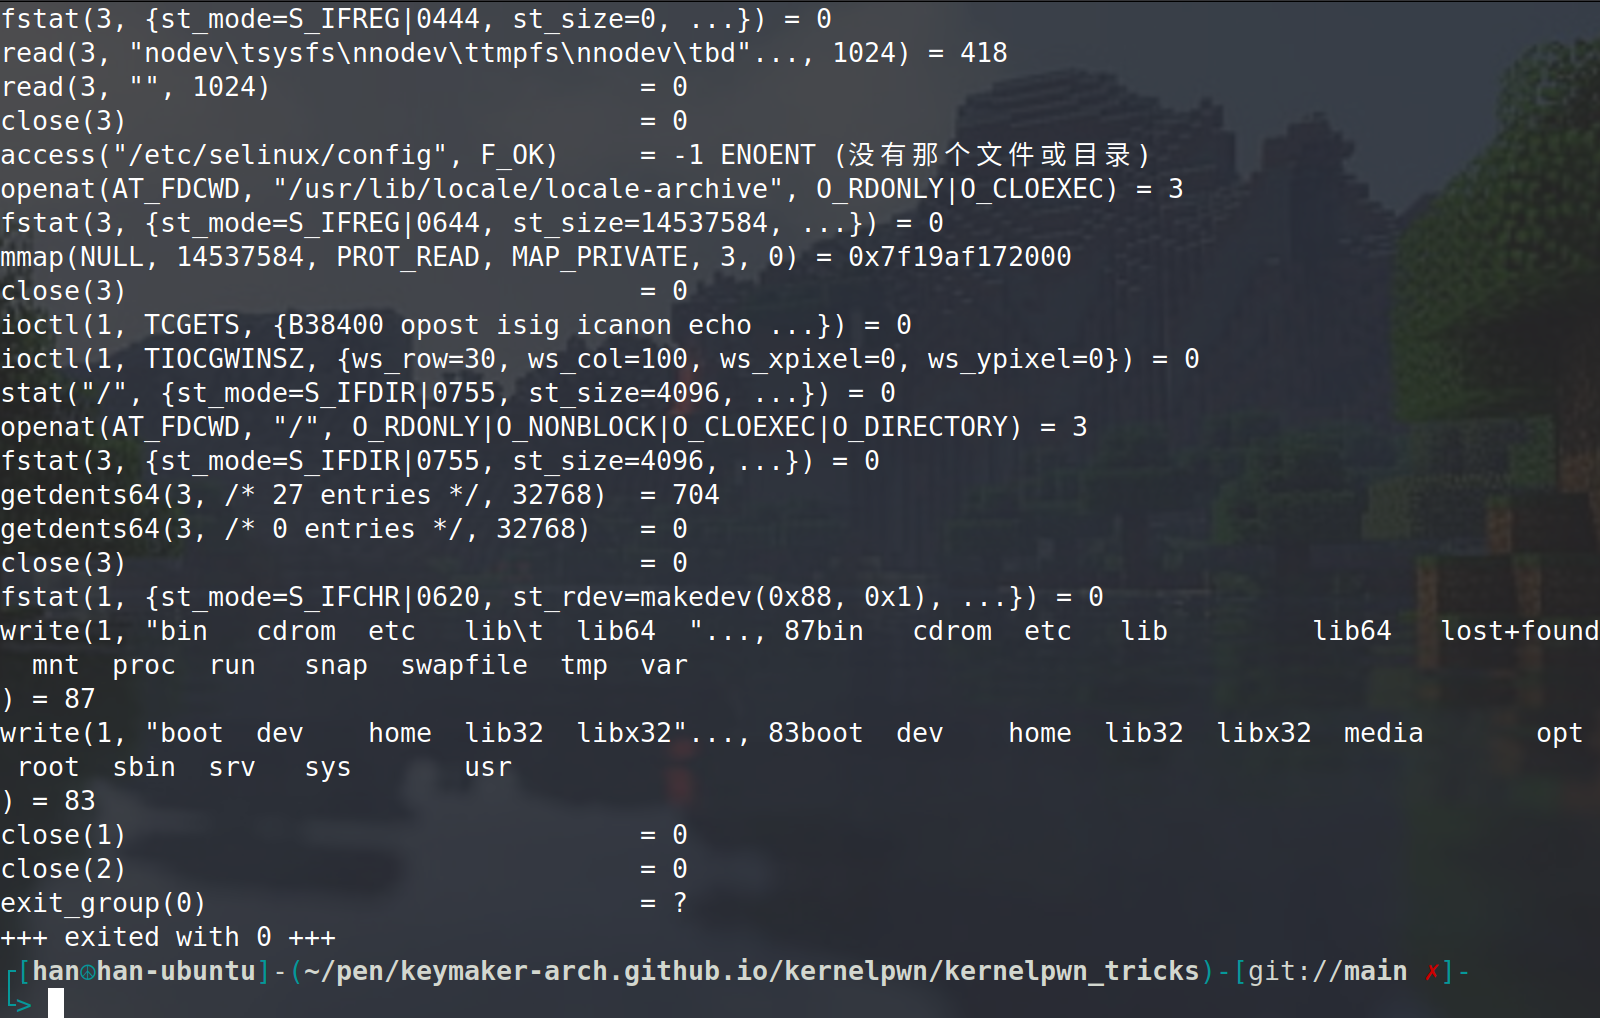 fstat(3, {st_mode=S_IFREG|0444, st_size=0, ...}) = 0
read(3, "nodev\tsysfs\nnodev\ttmpfs\nnodev\tbd"..., 1024) = 418
read(3, "", 1024)                       = 0
close(3)                                = 0
access("/etc/selinux/config", F_OK)     = -1 ENOENT (没有那个文件或目录)
openat(AT_FDCWD, "/usr/lib/locale/locale-archive", O_RDONLY|O_CLOEXEC) = 3
fstat(3, {st_mode=S_IFREG|0644, st_size=14537584, ...}) = 0
mmap(NULL, 14537584, PROT_READ, MAP_PRIVATE, 3, 0) = 0x7f19af172000
close(3)                                = 0
ioctl(1, TCGETS, {B38400 opost isig icanon echo ...}) = 0
ioctl(1, TIOCGWINSZ, {ws_row=30, ws_col=100, ws_xpixel=0, ws_ypixel=0}) = 0
stat("/", {st_mode=S_IFDIR|0755, st_size=4096, ...}) = 0
openat(AT_FDCWD, "/", O_RDONLY|O_NONBLOCK|O_CLOEXEC|O_DIRECTORY) = 3
fstat(3, {st_mode=S_IFDIR|0755, st_size=4096, ...}) = 0
getdents64(3, /* 27 entries */, 32768)  = 704
getdents64(3, /* 0 entries */, 32768)   = 0
close(3)                                = 0
fstat(1, {st_mode=S_IFCHR|0620, st_rdev=makedev(0x88, 0x1), ...}) = 0
write(1, "bin   cdrom  etc   lib\t  lib64  "..., 87bin   cdrom  etc   lib         lib64   lost+found
  mnt  proc  run   snap  swapfile  tmp  var
) = 87
write(1, "boot  dev    home  lib32  libx32"..., 83boot  dev    home  lib32  libx32  media       opt
 root  sbin  srv   sys       usr
) = 83
close(1)                                = 0
close(2)                                = 0
exit_group(0)                           = ?
+++ exited with 0 +++
┌[han☮han-ubuntu]-(~/pen/keymaker-arch.github.io/kernelpwn/kernelpwn_tricks)-[git://main ✗]-
└>